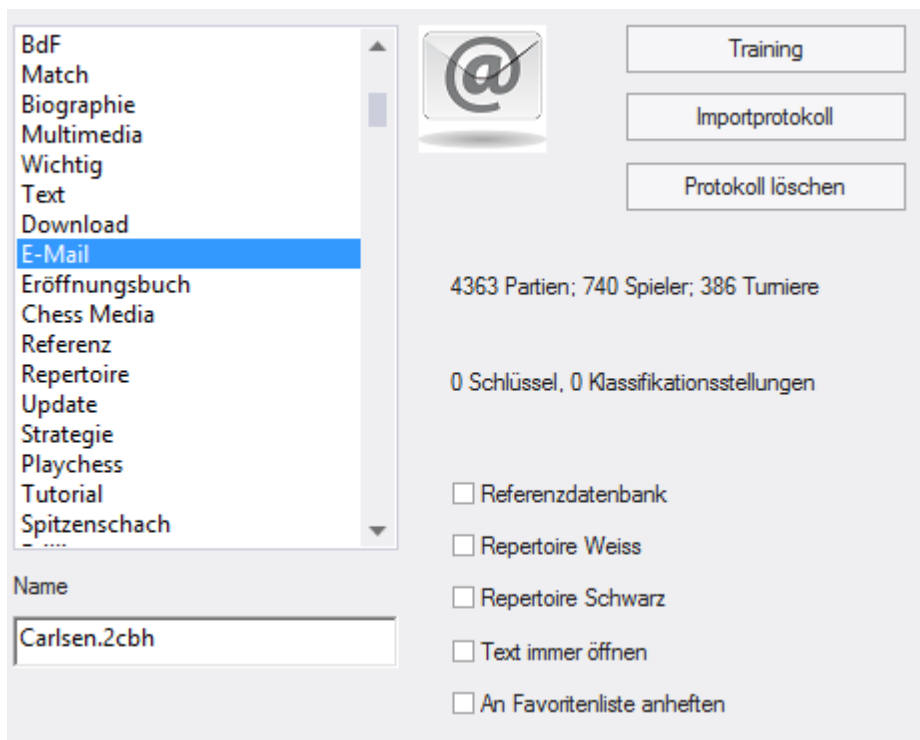 BdF
Match
Biographie
Multimedia
Wichtig
Text
Download
E-Mail
Eröffnungsbuch
Chess Media
Referenz
Repertoire
Update
Strategie
Playchess
Tutorial
Spitzenschach
Name
Carlsen.2cbh
@
Training
Importprotokoll
Protokoll löschen
4363 Partien; 740 Spieler; 386 Turniere
0 Schlüssel, 0 Klassifikationsstellungen
Referenzdatenbank
Repertoire Weiss
Repertoire Schwarz
Text immer öffnen
An Favoritenliste anheften